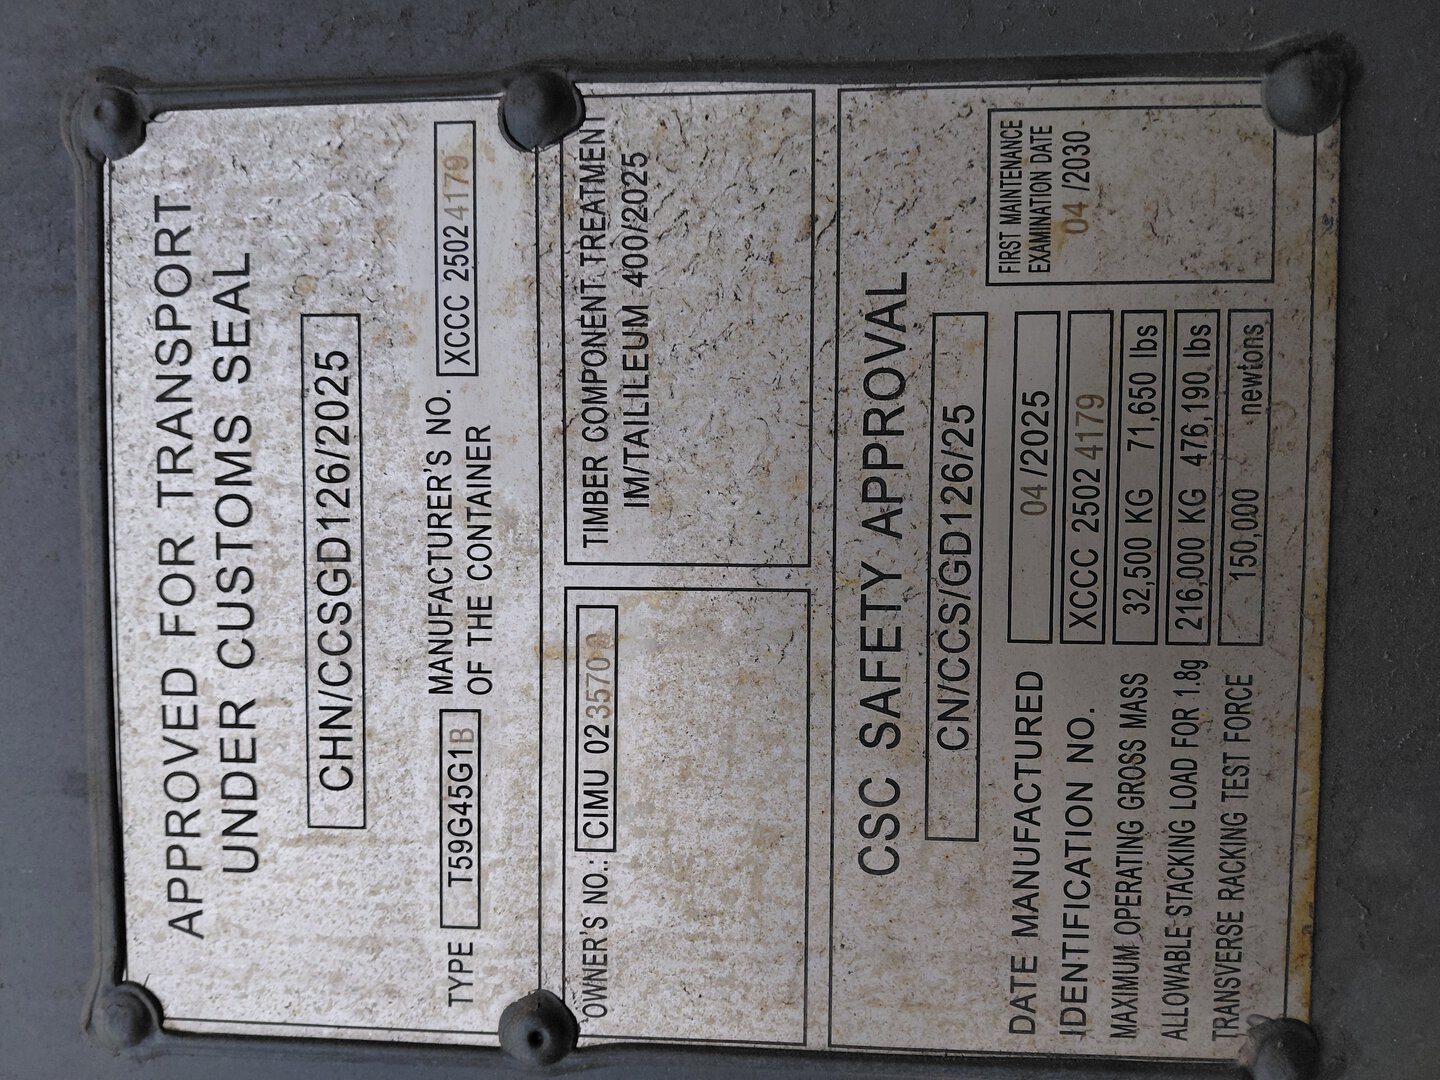 APPROVED FOR TRANSPORT
UNDER CUSTOMS SEAL
CHN/CCSGD126/2025
TYPE T59G45G1B MANUFACTURER'S NO. OF THE CONTAINER XCCC 2502 4179
OWNER'S NO.: CIMU 02
TIMBER COMPONENT TREATMENT
IM/TAILILEUM 400/2025
CSC SAFETY APPROVAL
CN/CCS/GD126/25
DATE MANUFACTURED 04/2025
IDENTIFICATION NO. XCCC 2502 4179
MAXIMUM OPERATING GROSS MASS 32,500 KG 71,650 lbs
ALLOWABLE STACKING LOAD FOR 1.8g 216,000 KG 476,190 lbs
TRANSVERSE RACKING TEST FORCE 150,000 newtons
FIRST MAINTENANCE
EXAMINATION DATE
04 /2030